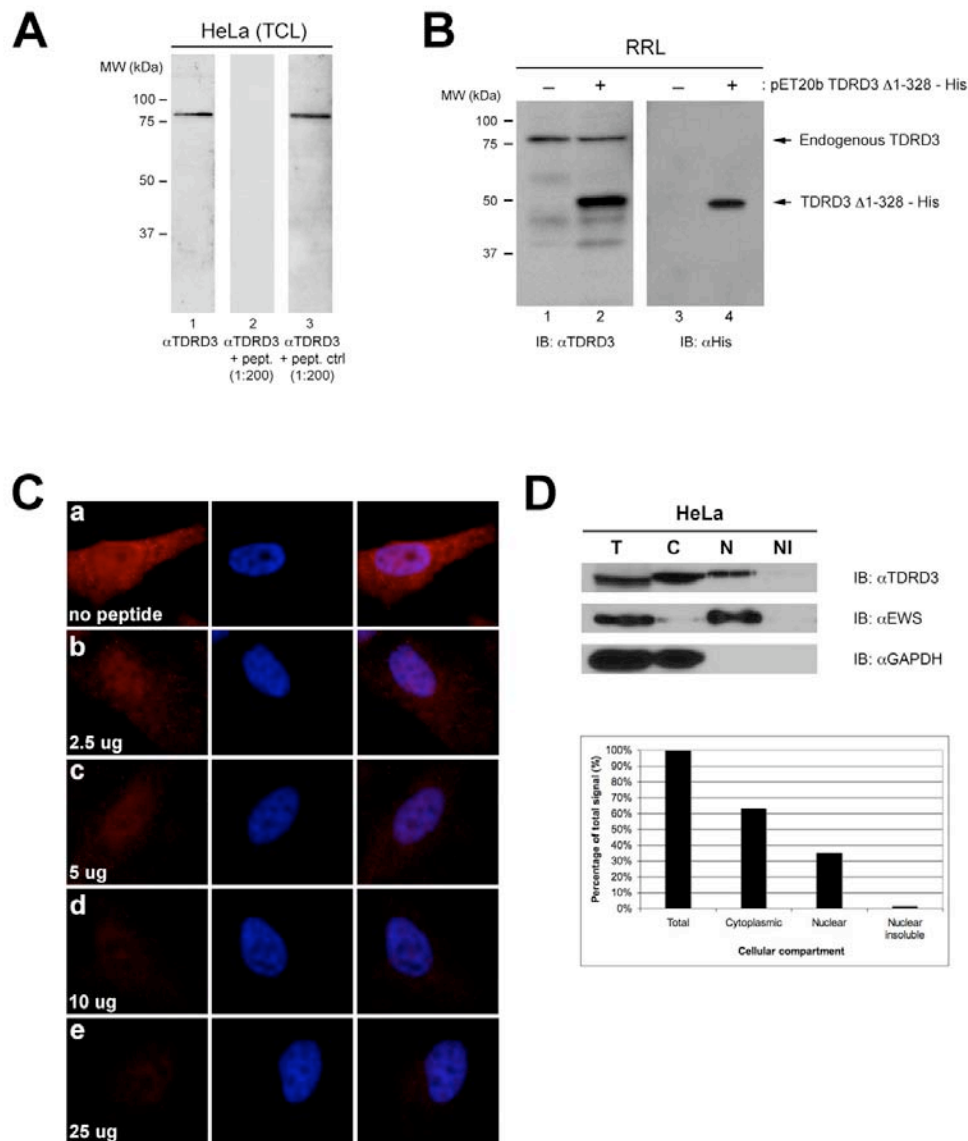 A
HeLa (TCL)
MW (kDa)
100
75
50
37
1 2 3
αTDRD3 αTDRD3 αTDRD3
+ pept. + pept. ctrl
(1:200) (1:200)
B
RRL
– + – + : pET20b TDRD3 Δ1-328 - His
MW (kDa)
100
75
50
37
Endogenous TDRD3
TDRD3 Δ1-328 - His
1 2 3 4
IB: αTDRD3 IB: αHis
C
a
no peptide
b
2.5 ug
c
5 ug
d
10 ug
e
25 ug
D
HeLa
T C N NI
IB: αTDRD3
IB: αEWS
IB: αGAPDH
Percentage of total signal (%)
100%
90%
80%
70%
60%
50%
40%
30%
20%
10%
0%
Total Cytoplasmic Nuclear Nuclear
insoluble
Cellular compartment